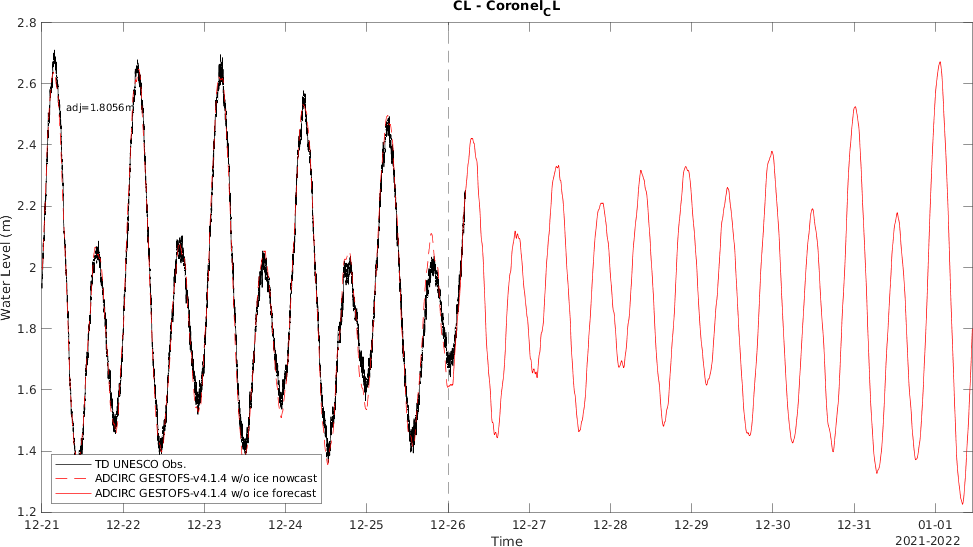 CL - Coronel_CL
2.8
2.6
2.4
2.2
2
1.8
1.6
1.4
1.2
Water Level (m)
adj=1.8056m
TD UNESCO Obs.
ADCIRC GESTOFS-v4.1.4 w/o ice nowcast
ADCIRC GESTOFS-v4.1.4 w/o ice forecast
12-21 12-22 12-23 12-24 12-25 12-26 12-27 12-28 12-29 12-30 12-31 01-01
Time
2021-2022